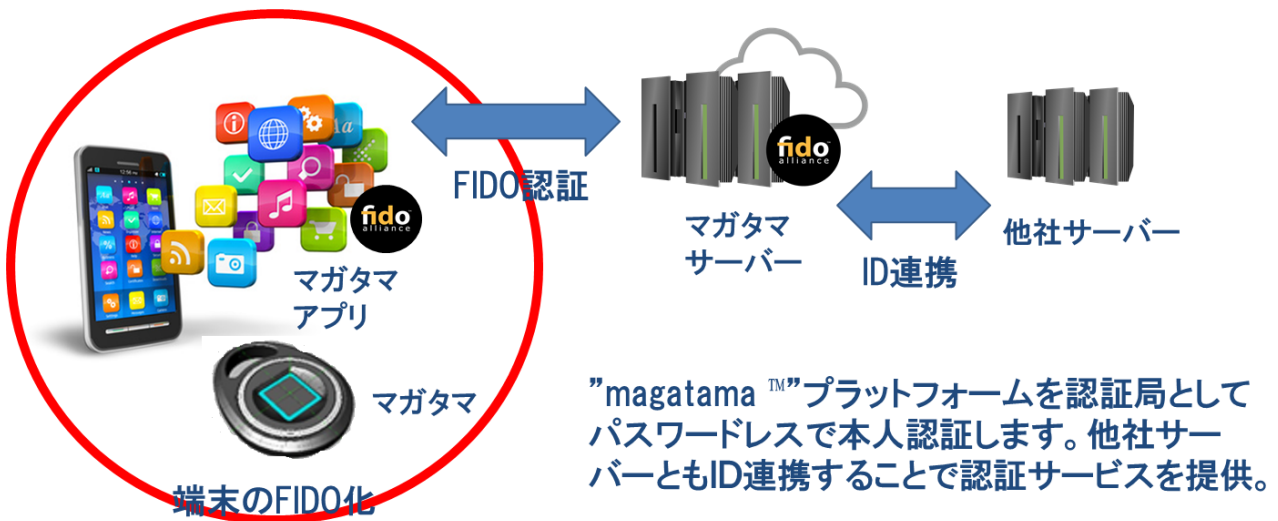 12:56 PM
Aa
fido
alliance
マガタマ
アプリ
マガタマ
端末のFIDO化
FIDO認証
fido
alliance
マガタマ
サーバー
ID連携
他社サーバー
”magatama ™”プラットフォームを認証局として
パスワードレスで本人認証します。他社サー
バーともID連携することで認証サービスを提供。